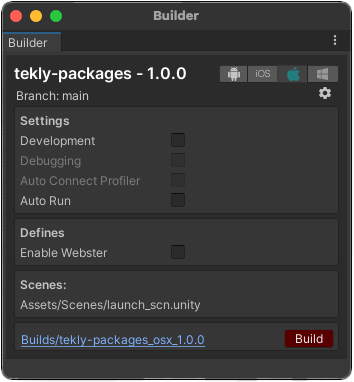 Builder
Builder
tekly-packages - 1.0.0
iOS
Branch: main
Settings
Development
Debugging
Auto Connect Profiler
Auto Run
Defines
Enable Webster
Scenes:
Assets/Scenes/launch_scn.unity
Builds/tekly-packages_osx_1.0.0
Build